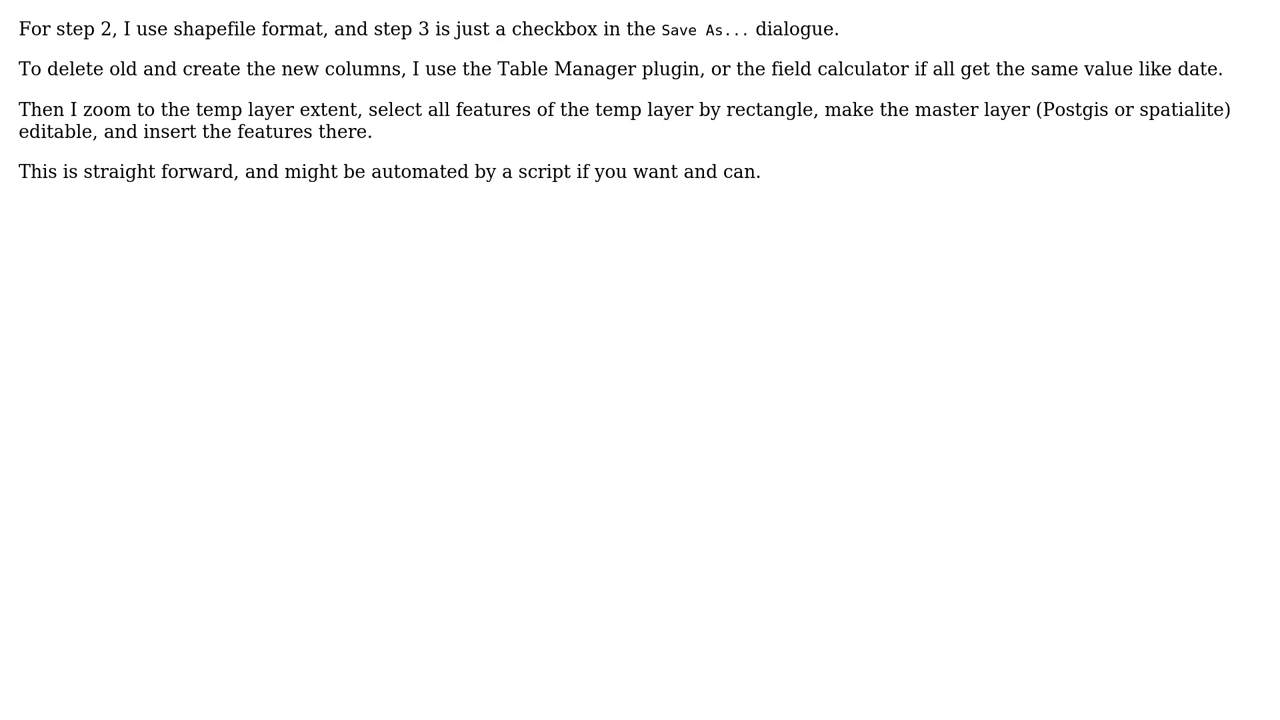 For step 2, I use shapefile format, and step 3 is just a checkbox in the Save As... dialogue.
To delete old and create the new columns, I use the Table Manager plugin, or the field calculator if all get the same value like date.
Then I zoom to the temp layer extent, select all features of the temp layer by rectangle, make the master layer (Postgis or spatialite)
editable, and insert the features there.
This is straight forward, and might be automated by a script if you want and can.